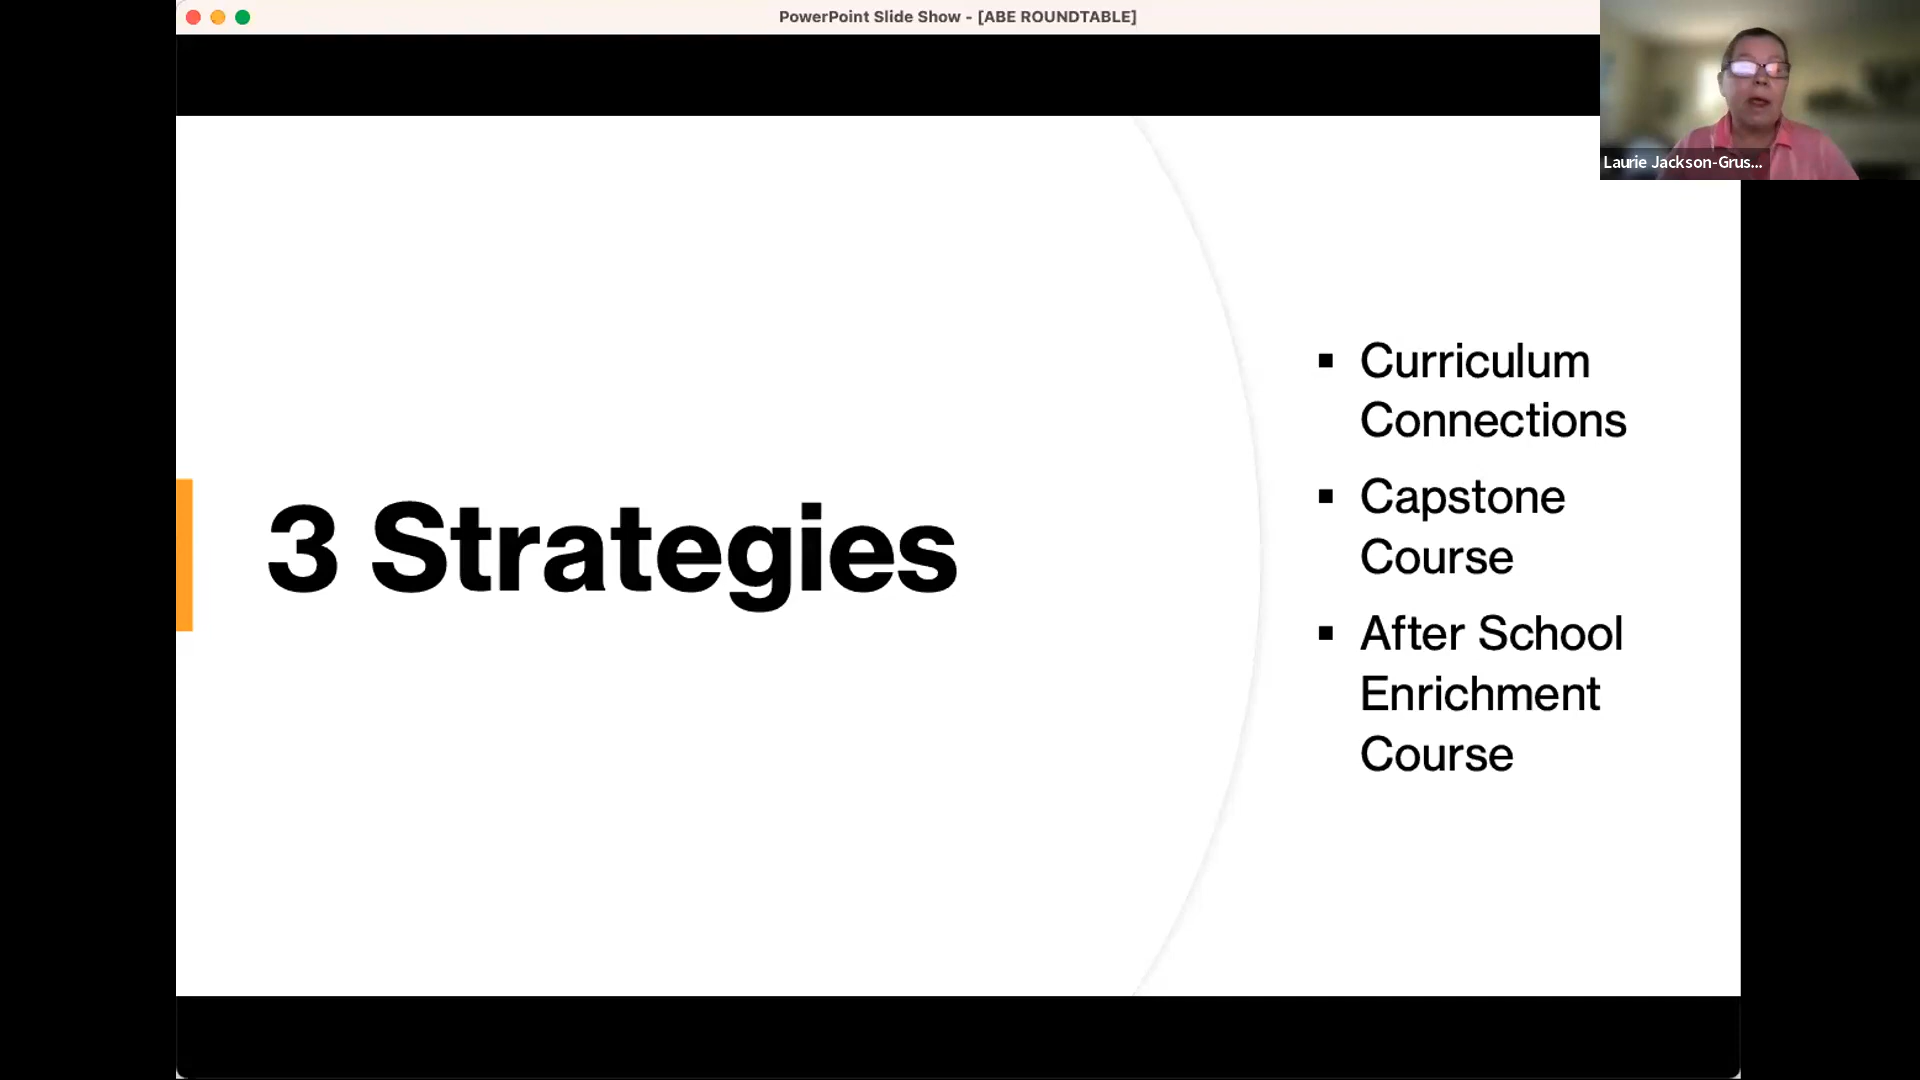 PowerPoint Slide Show - [ABE ROUNDTABLE]
Laurie Jackson-Grus...
3 Strategies
▪ Curriculum
Connections
▪ Capstone
Course
▪ After School
Enrichment
Course